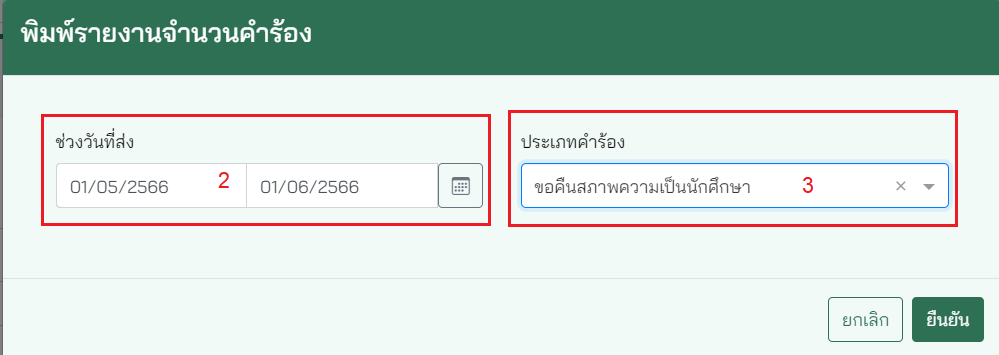 พิมพ์รายงานจำนวนคำร้อง
ช่วงวันที่ส่ง
ประเภทคำร้อง
01/05/2566 2 01/06/2566
ขอคืนสภาพความเป็นนักศึกษา 3 ×
ยกเลิก ยืนยัน